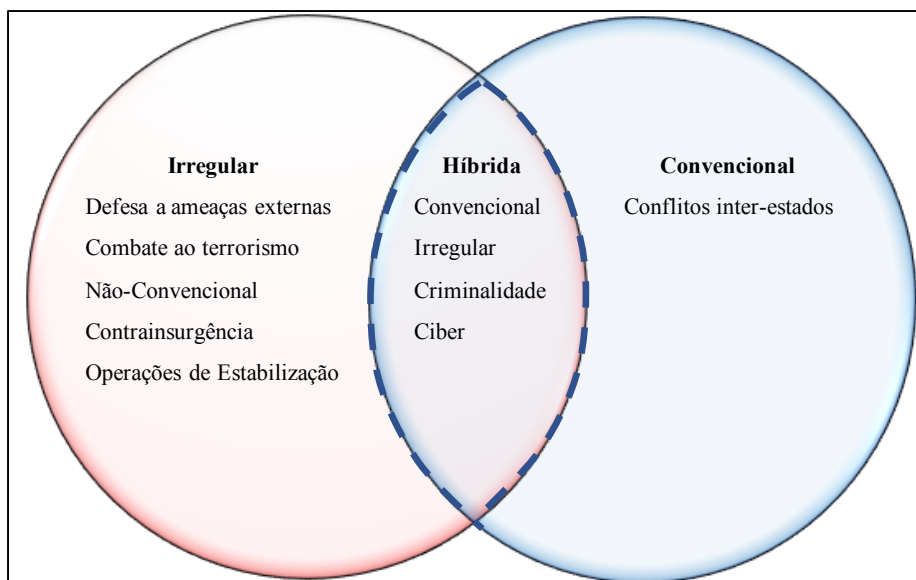 Irregular
Defesa a ameaças externas
Combate ao terrorismo
Não-Convencional
Contrainsurgência
Operações de Estabilização
Híbrida
Convencional
Irregular
Criminalidade
Ciber
Convencional
Conflitos inter-estados